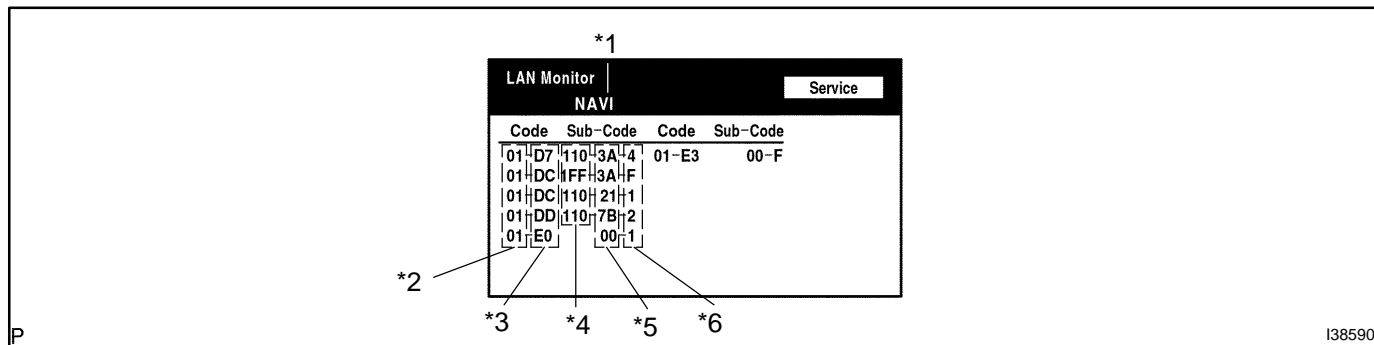 *1
LAN Monitor
Service
NAVI
Code Sub-Code Code Sub-Code
01-D7 110-3A-4 01-E3 00-F
01-DC 1FF-3A-F
01-DC 110-21-1
01-DD 110-7B-2
01-E0 00-1
*2
*3 *4 *5 *6
P
I38590